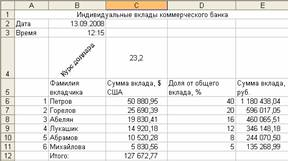 A B C D E
1 Индивидуальные вклады коммерческого банка
2 Дата 13.09.2008
3 Время 12:15
4 Курс доллара 23,2
5 Фамилия вкладчика Сумма вклада, $ США Доля от общего вклада, % Сумма вклада, руб.
6 1 Петров 50 880,95 40 1 180 438,04
7 2 Горелов 25 690,39 20 596 017,05
8 3 Абелян 19 830,41 16 460 065,51
9 4 Лукашик 14 920,18 12 346 148,18
10 5 Абрамов 10 520,28 8 244 070,50
11 6 Михайлова 5 830,56 5 135 268,99
12 Итого: 127 672,77